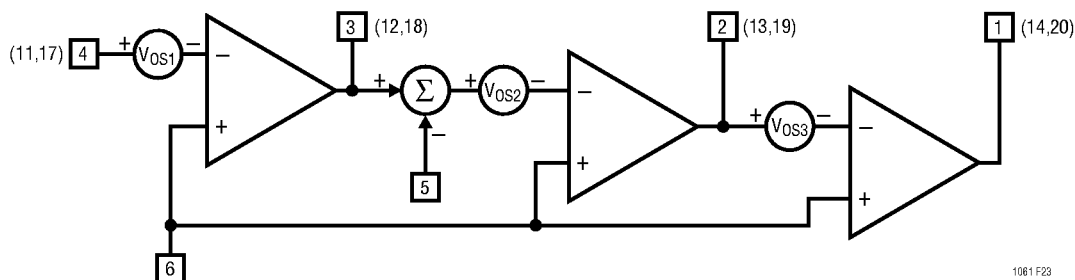 3 (12,18) 2 (13,19) 1 (14,20)
(11,17) 4 + VOS1 − −
+ Σ + VOS2 − −
−
+ VOS3 − −
+
5
+
+
6
1061 F23